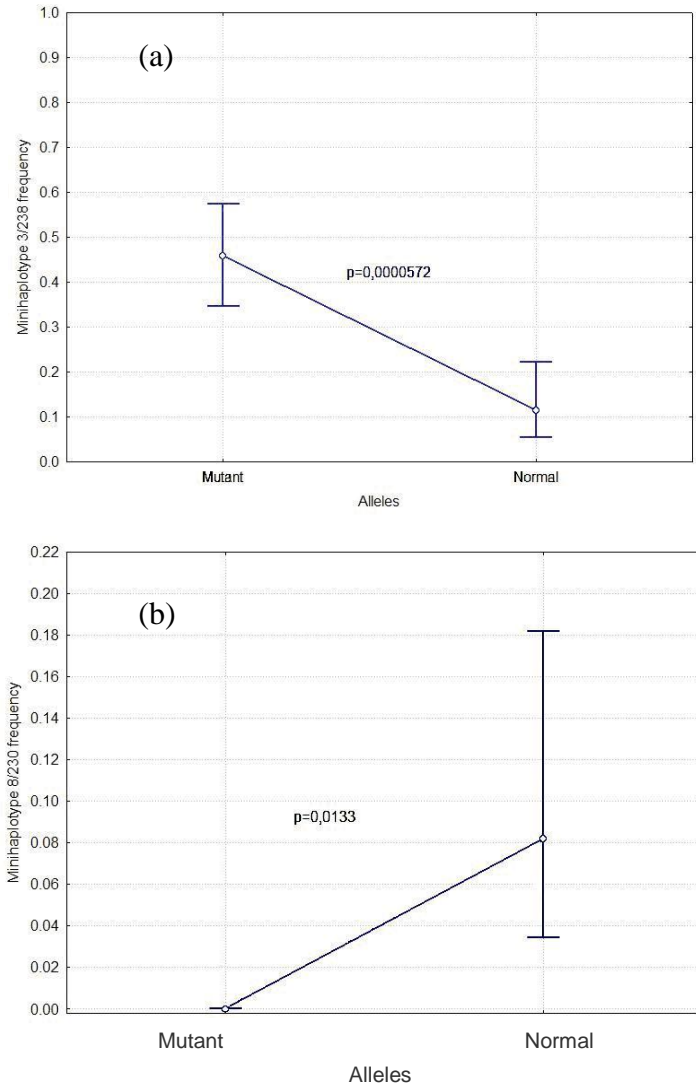 (a)
1.0
0.9
0.8
0.7
0.6
0.5
0.4
0.3
0.2
0.1
0.0
Minihaplotype 3/238 frequency
p=0,0000572
Mutant
Normal
Alleles
(b)
0.22
0.20
0.18
0.16
0.14
0.12
0.10
0.08
0.06
0.04
0.02
0.00
Minihaplotype 8/230 frequency
p=0,0133
Mutant
Normal
Alleles